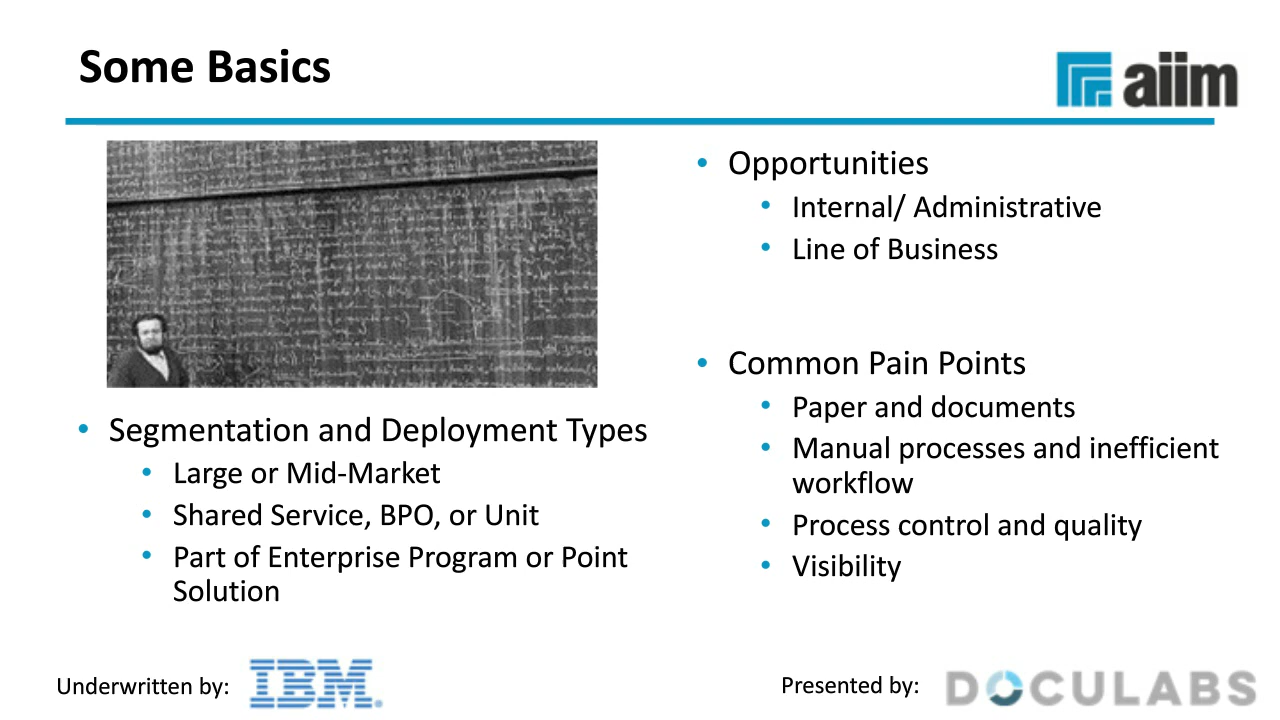 Some Basics
aiim
• Segmentation and Deployment Types
• Large or Mid-Market
• Shared Service, BPO, or Unit
• Part of Enterprise Program or Point
Solution
• Opportunities
• Internal/ Administrative
• Line of Business
• Common Pain Points
• Paper and documents
• Manual processes and inefficient
workflow
• Process control and quality
• Visibility
Underwritten by: IBM®
Presented by: DOCULABS